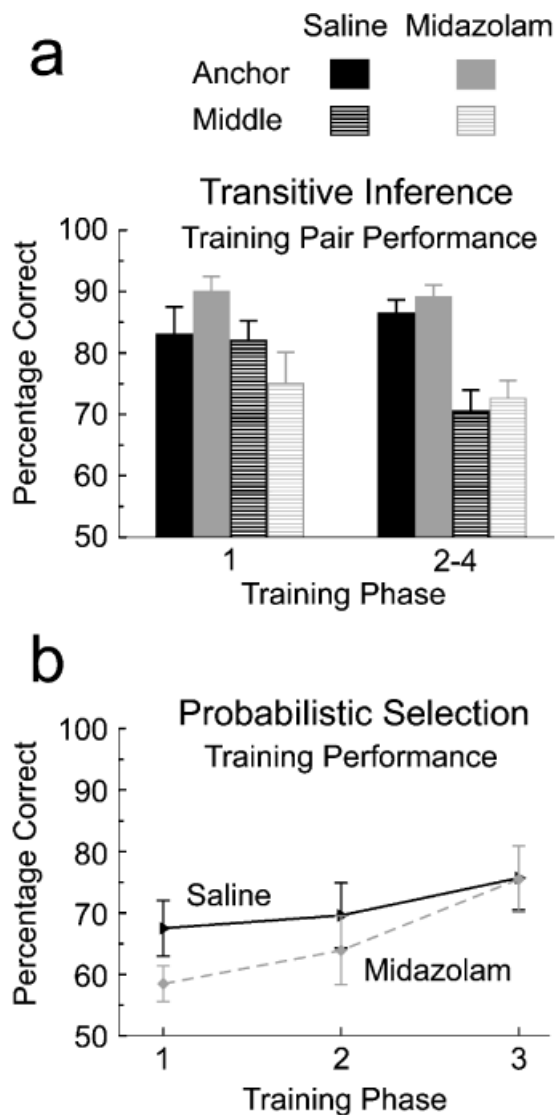 a
Saline Midazolam
Anchor
Middle
Transitive Inference
Training Pair Performance
Percentage Correct
100
90
80
70
60
50
1 2-4
Training Phase
b
Probabilistic Selection
Training Performance
Percentage Correct
100
90
80
70
60
50
Saline
Midazolam
1 2 3
Training Phase